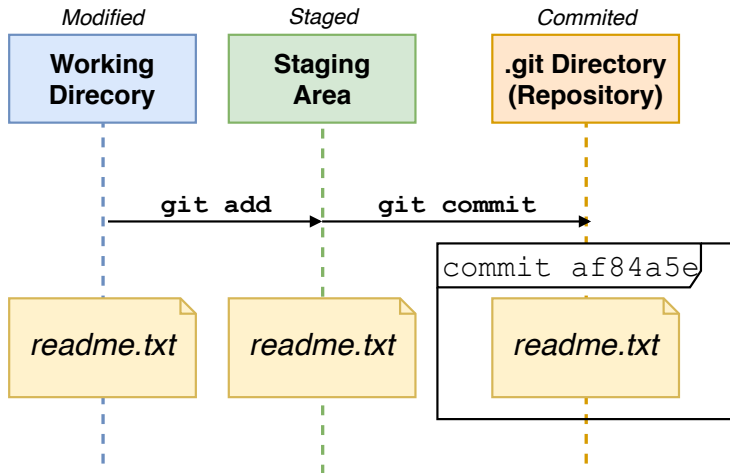 Modified
Staged
Commited
Working
Direcory
Staging
Area
.git Directory
(Repository)
git add
git commit
commit af84a5e
readme.txt
readme.txt
readme.txt